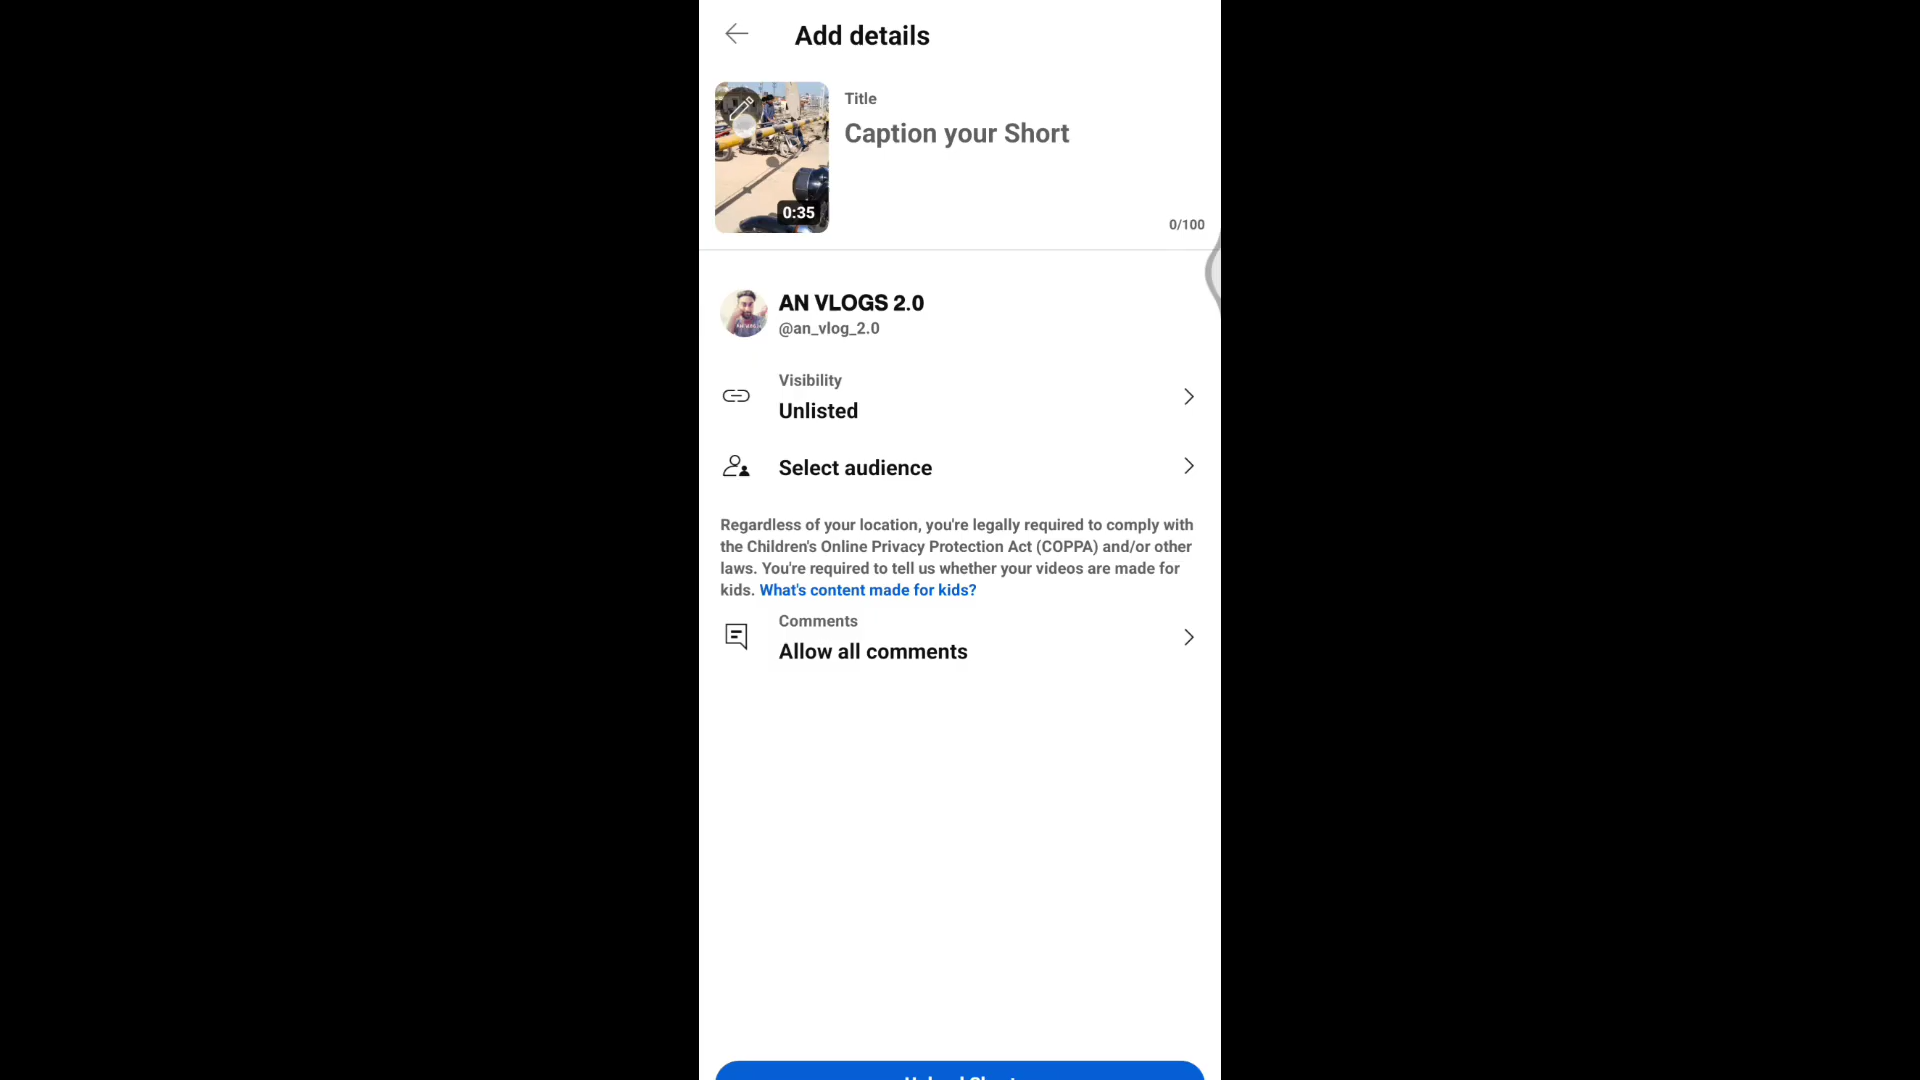 Add details
Title
Caption your Short
0:35
0/100
AN VLOGS 2.0
@an_vlog_2.0
Visibility
Unlisted
Select audience
Regardless of your location, you're legally required to comply with
the Children's Online Privacy Protection Act (COPPA) and/or other
laws. You're required to tell us whether your videos are made for
kids. What's content made for kids?
Comments
Allow all comments